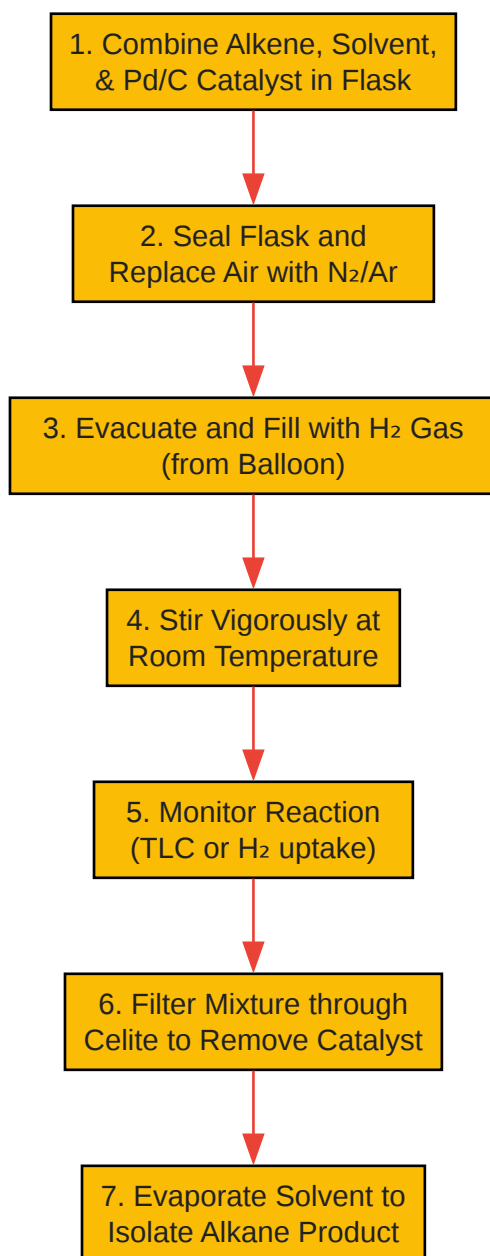 1. Combine Alkene, Solvent,
& Pd/C Catalyst in Flask
2. Seal Flask and
Replace Air with N₂/Ar
3. Evacuate and Fill with H₂ Gas
(from Balloon)
4. Stir Vigorously at
Room Temperature
5. Monitor Reaction
(TLC or H₂ uptake)
6. Filter Mixture through
Celite to Remove Catalyst
7. Evaporate Solvent to
Isolate Alkane Product